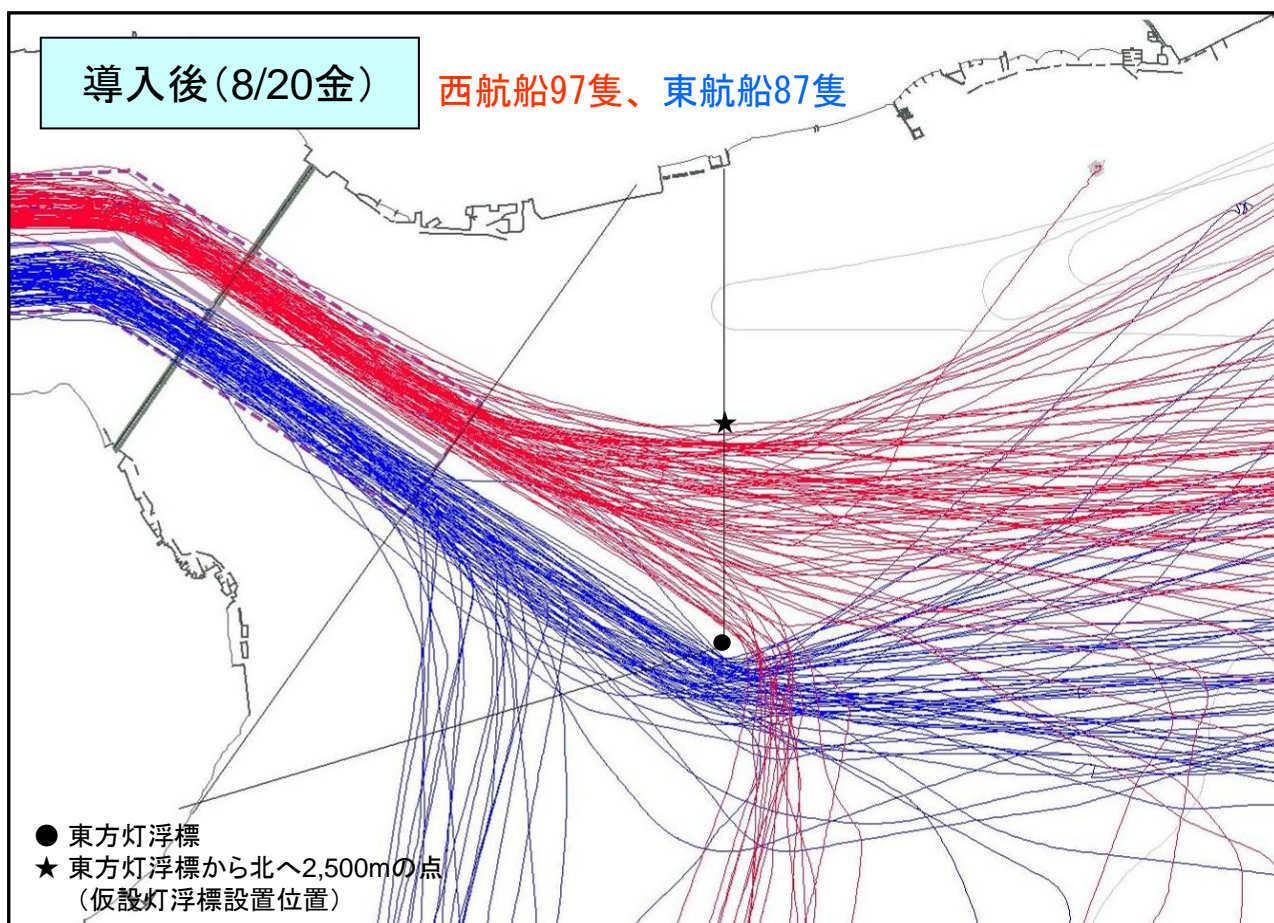 導入後（8/20金）
西航船97隻、東航船87隻
● 東方灯浮標
★ 東方灯浮標から北へ2,500mの点
（仮設灯浮標設置位置）